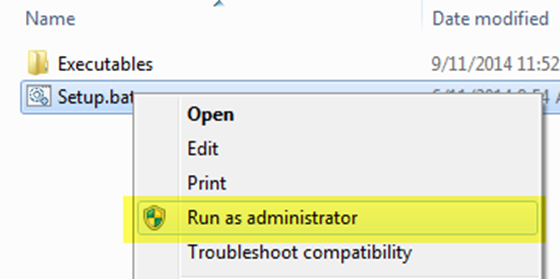 Name Date modified
Executables 9/11/2014 11:52
Setup.bat
Open
Edit
Print
Run as administrator
Troubleshoot compatibility